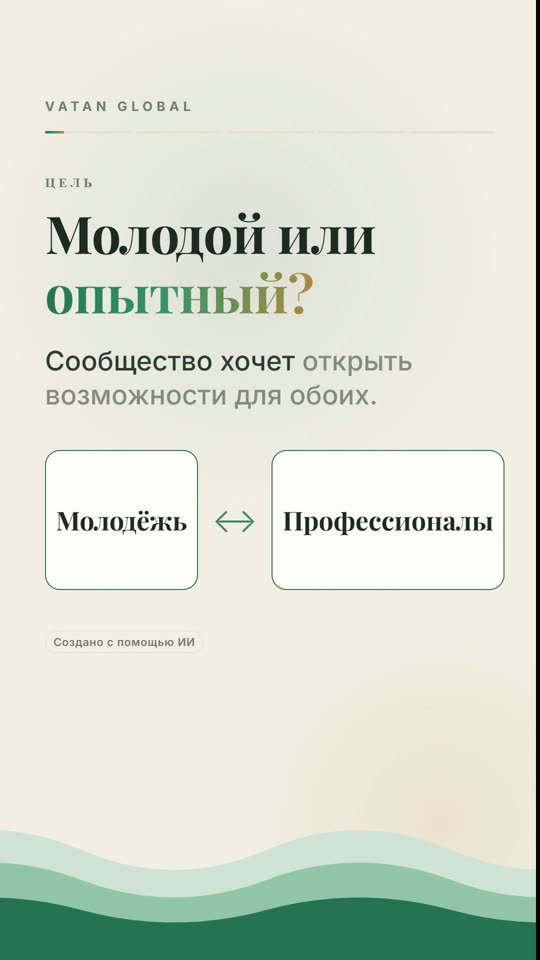 VATAN GLOBAL
ЦЕЛЬ
Молодой или
опытный?
Сообщество хочет открыть
возможности для обоих.
Молодёжь ↔ Профессионалы
Создано с помощью ИИ